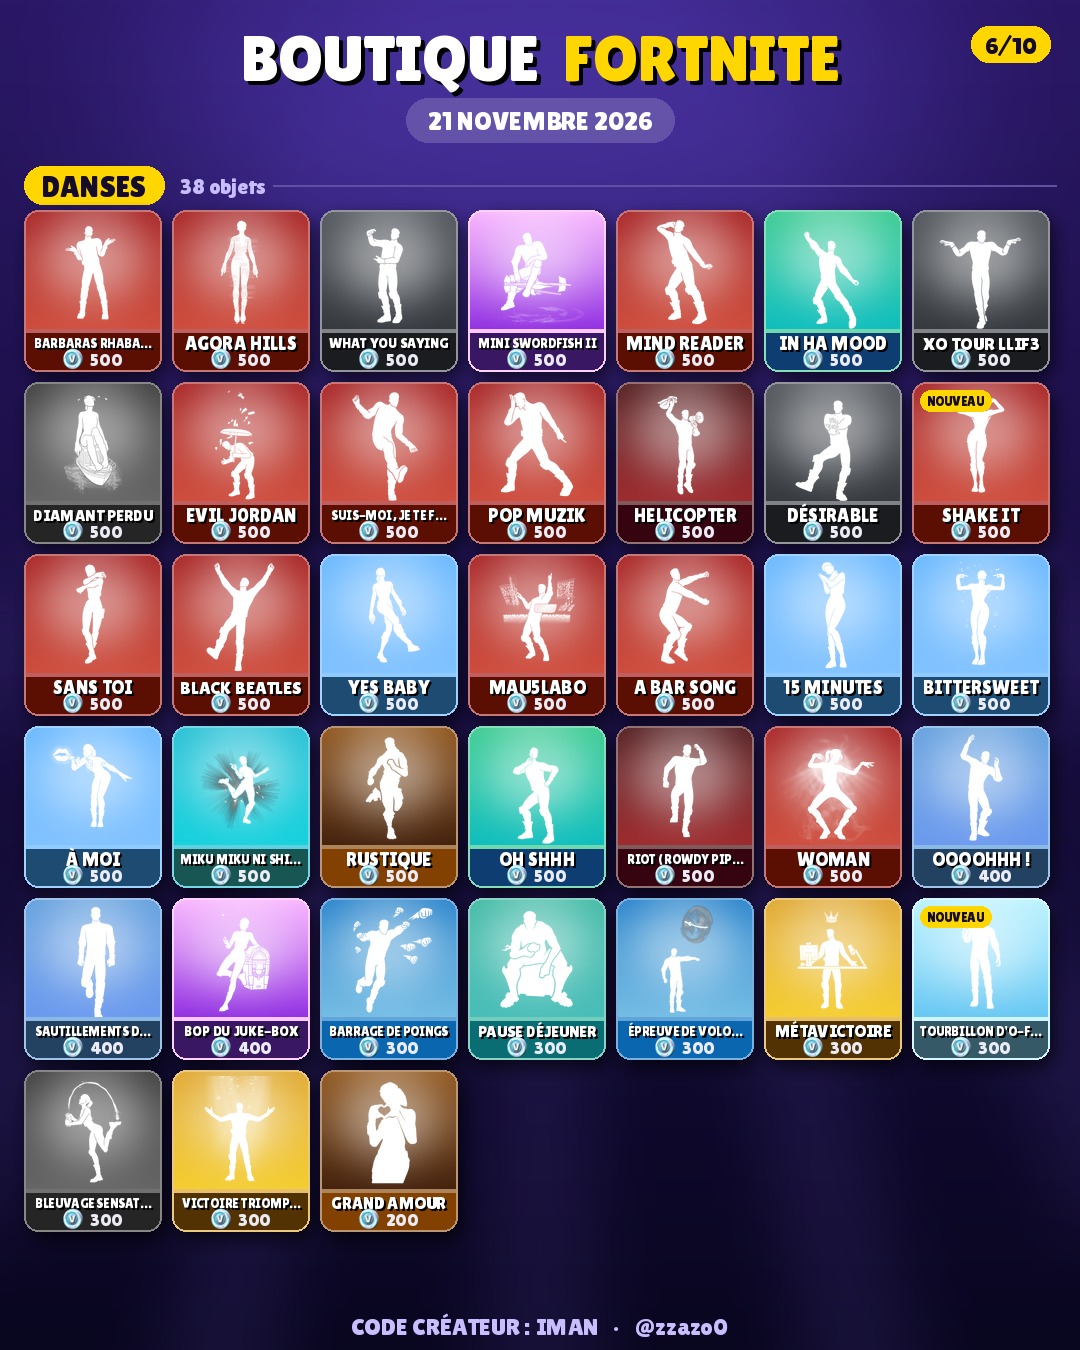 BOUTIQUE FORTNITE
6/10
21 NOVEMBRE 2026
DANSES 38 objets
BARBARAS RHABA... AGORA HILLS WHAT YOU SAYING MINI SWORDFISH II MIND READER IN HA MOOD XO TOUR LLIF3
500 500 500 500 500 500 500
NOUVEAU
DIAMANT PERDU EVIL JORDAN SUIS-MOI, JE TE F... POP MUZIK HELICOPTER DÉSIRABLE SHAKE IT
500 500 500 500 500 500 500
SANS TOI BLACK BEATLES YES BABY MAU5LABO A BAR SONG 15 MINUTES BITTERSWEET
500 500 500 500 500 500 500
À MOI MIKU MIKU NI SHI... RUSTIQUE OH SHHH RIOT (ROWDY PIP... WOMAN OOOOHHH !
500 500 500 500 500 500 400
NOUVEAU
SAUTILLEMENTS D... BOP DU JUKE-BOX BARRAGE DE POINGS PAUSE DÉJEUNER ÉPREUVE DE VOLO... MÉTAVICTOIRE TOURBILLON D'O-F...
400 400 300 300 300 300 300
BLEUVAGE SENSAT... VICTOIRE TRIOMP... GRAND AMOUR
300 300 200
CODE CRÉATEUR : IMAN · @zzazo0